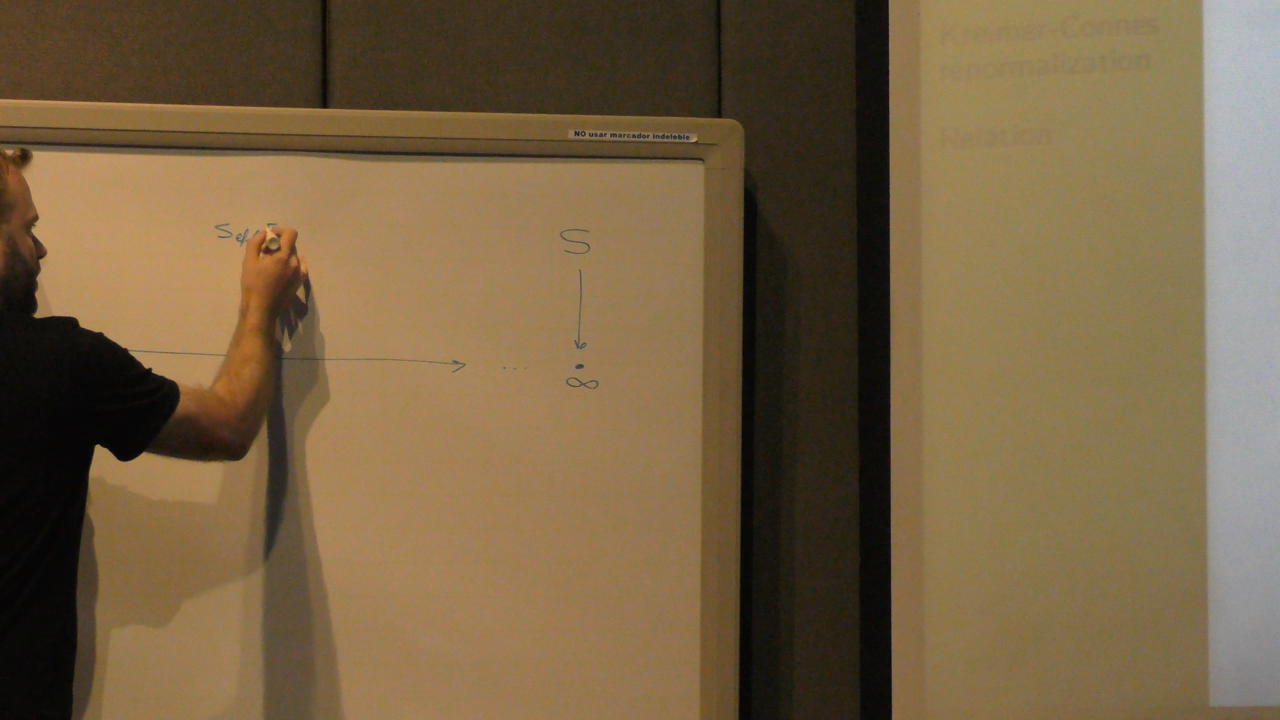 NO usar marcador indeleble
S
...
∞
Kreimer-Connes
renormalization
Relation